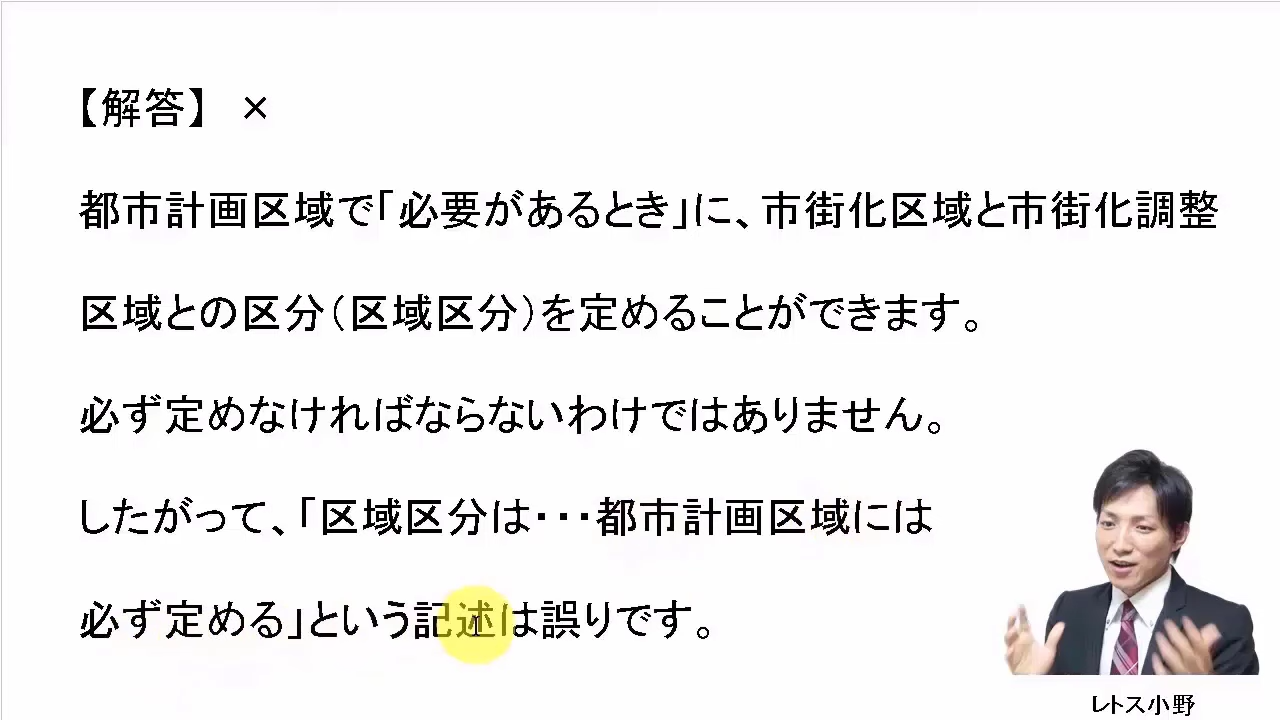 【解答】 ×
都市計画区域で「必要があるとき」に、市街化区域と市街化調整
区域との区分（区域区分）を定めることができます。
必ず定めなければならないわけではありません。
したがって、「区域区分は・・・都市計画区域には
必ず定める」という記述は誤りです。
レトス小野